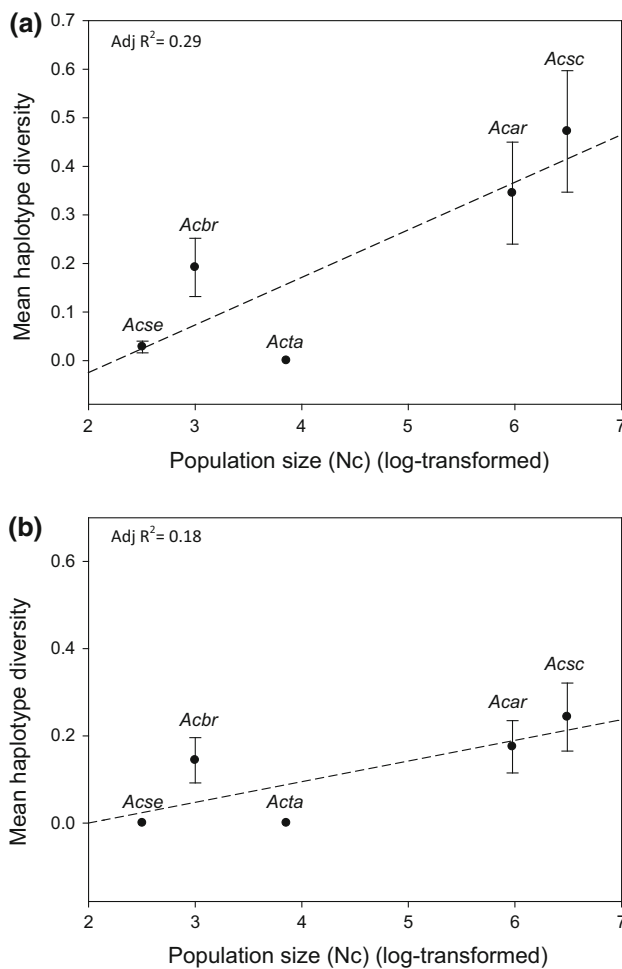 (a)
Adj R²= 0.29
0.7
0.6
0.5
0.4
0.3
0.2
0.1
0.0
Mean haplotype diversity
Acsc
Acar
Acbr
Acse
Acta
2 3 4 5 6 7
Population size (Nc) (log-transformed)
(b)
Adj R²= 0.18
0.6
0.4
0.2
0.0
Mean haplotype diversity
Acsc
Acar
Acbr
Acse
Acta
2 3 4 5 6 7
Population size (Nc) (log-transformed)